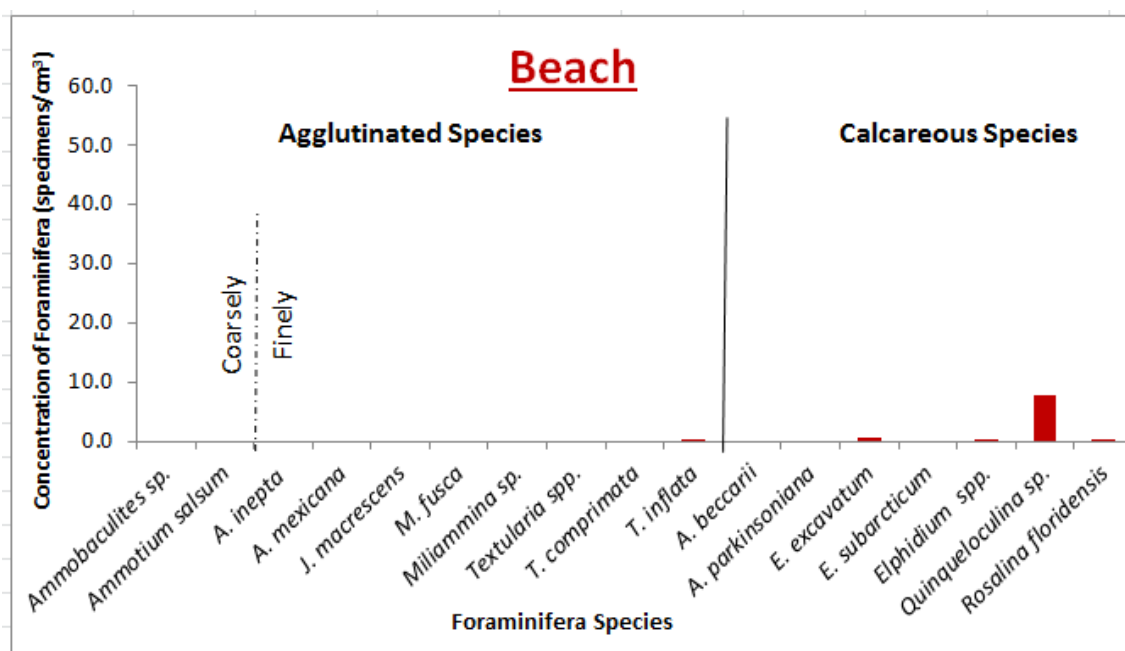 Beach
Concentration of Foraminifera (spedimens/cm³)
60.0
50.0
40.0
30.0
20.0
10.0
0.0
Agglutinated Species
Calcareous Species
Coarsely
Finely
Ammobaculites sp.
Ammotium salsum
A. inepta
A. mexicana
J. macrescens
M. fusca
Miliammina sp.
Textularia spp.
T. comprimata
T. inflata
A. beccarii
A. parkinsoniana
E. excavatum
E. subarcticum
Elphidium spp.
Quinqueloculina sp.
Rosalina floridensis
Foraminifera Species